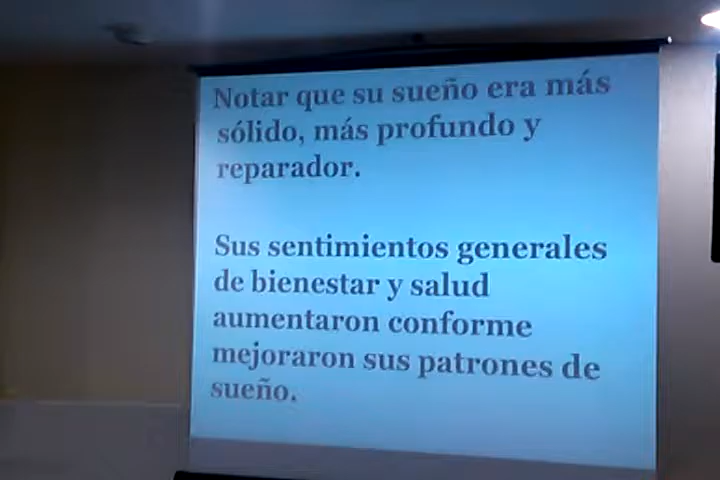 Notar que su sueño era más
sólido, más profundo y
reparador.
Sus sentimientos generales
de bienestar y salud
aumentaron conforme
mejoraron sus patrones de
sueño.